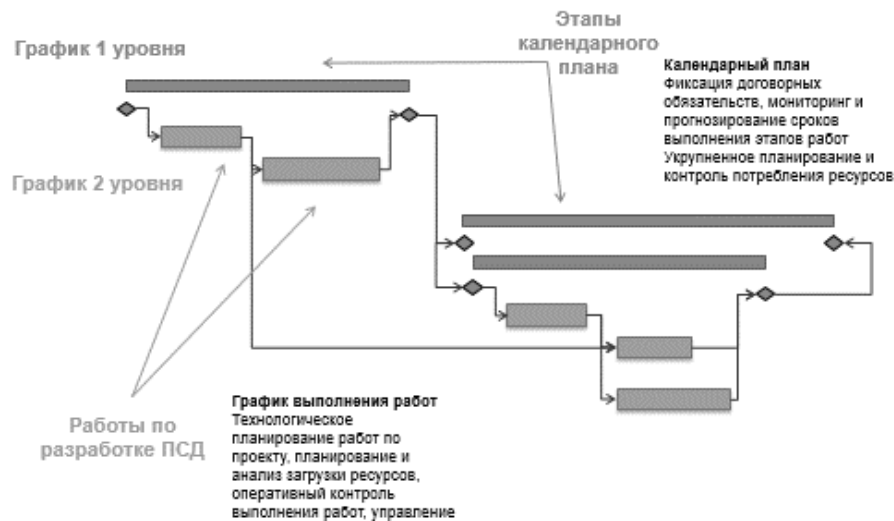 График 1 уровня
Этапы
календарного
плана
Календарный план
Фиксация договорных
обязательств, мониторинг и
прогнозирование сроков
выполнения этапов работ
Укрупненное планирование и
контроль потребления ресурсов
График 2 уровня
Работы по
разработке ПСД
График выполнения работ
Технологическое
планирование работ по
проекту, планирование и
анализ загрузки ресурсов,
оперативный контроль
выполнения работ, управление